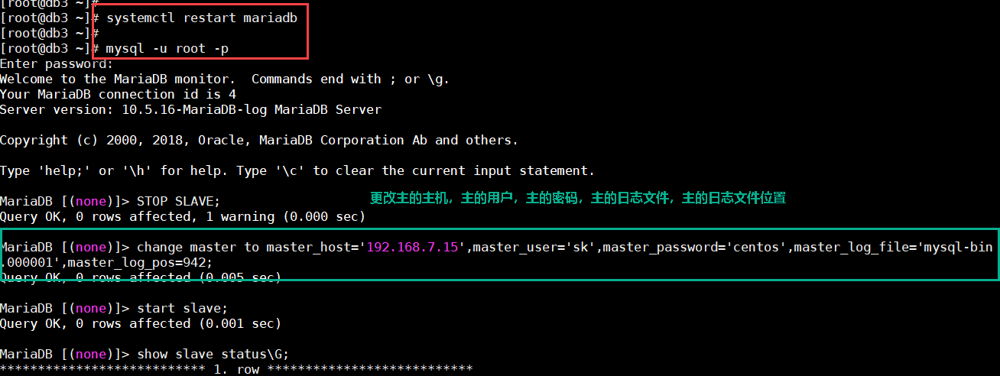 [root@db3 ~]#
[root@db3 ~]# systemctl restart mariadb
[root@db3 ~]#
[root@db3 ~]# mysql -u root -p
Enter password:
Welcome to the MariaDB monitor.  Commands end with ; or \g.
Your MariaDB connection id is 4
Server version: 10.5.16-MariaDB-log MariaDB Server
Copyright (c) 2000, 2018, Oracle, MariaDB Corporation Ab and others.
Type 'help;' or '\h' for help. Type '\c' to clear the current input statement.
MariaDB [(none)]> STOP SLAVE;
更改主的主机，主的用户，主的密码，主的日志文件，主的日志文件位置
Query OK, 0 rows affected, 1 warning (0.000 sec)
MariaDB [(none)]> change master to master_host='192.168.7.15',master_user='sk',master_password='centos',master_log_file='mysql-bin
.000001',master_log_pos=942;
Query OK, 0 rows affected (0.005 sec)
MariaDB [(none)]> start slave;
Query OK, 0 rows affected (0.001 sec)
MariaDB [(none)]> show slave status\G;
*************************** 1. row ***************************